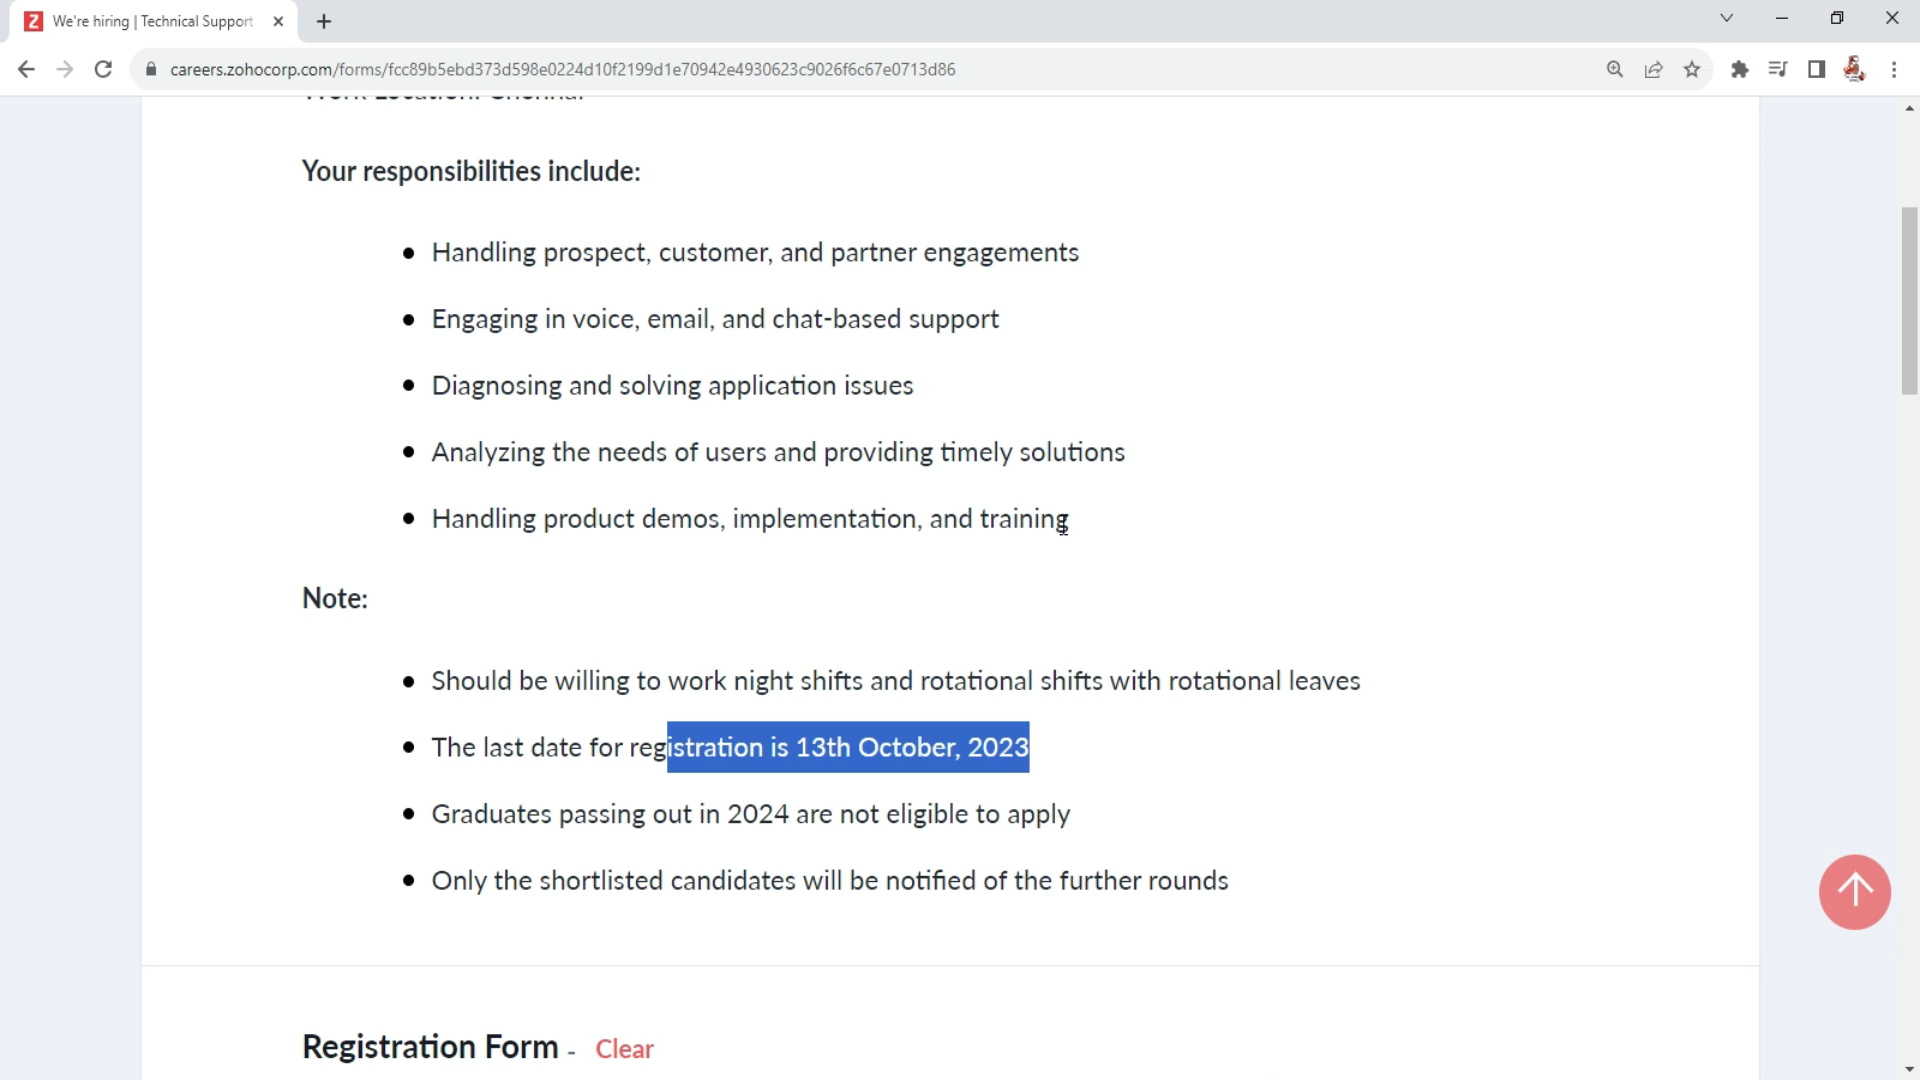 We're hiring | Technical Support
careers.zohocorp.com/forms/fcc89b5ebd373d598e0224d10f2199d1e70942e4930623c9026f6c67e0713d86
Work Location: Chennai
Your responsibilities include:
Handling prospect, customer, and partner engagements
Engaging in voice, email, and chat-based support
Diagnosing and solving application issues
Analyzing the needs of users and providing timely solutions
Handling product demos, implementation, and training
Note:
Should be willing to work night shifts and rotational shifts with rotational leaves
The last date for registration is 13th October, 2023
Graduates passing out in 2024 are not eligible to apply
Only the shortlisted candidates will be notified of the further rounds
Registration Form - Clear